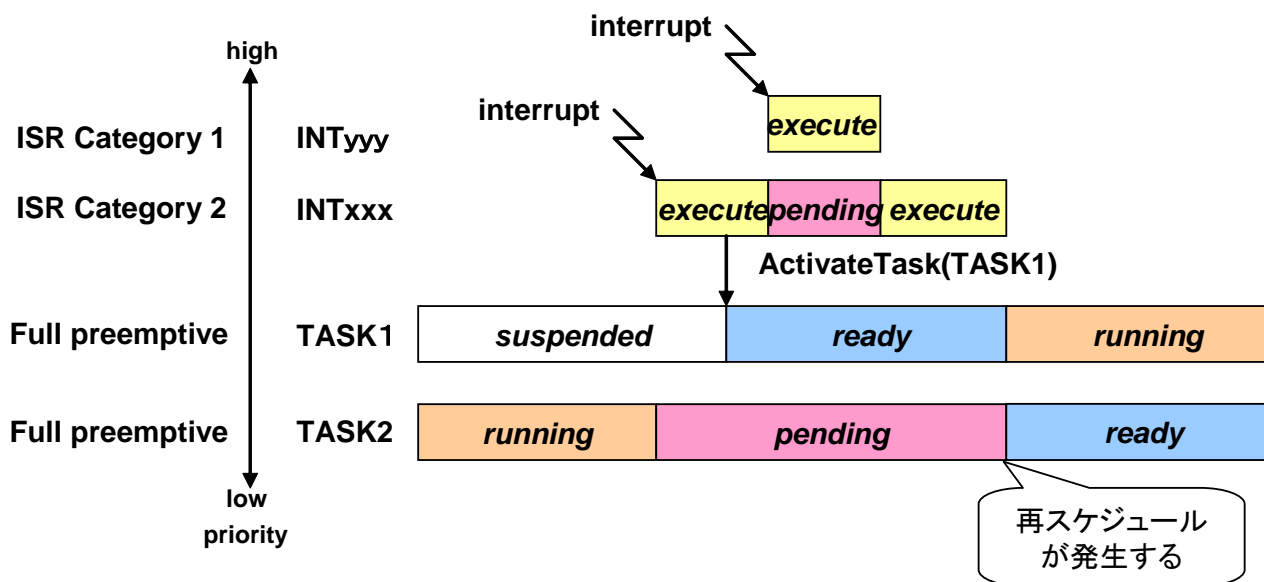 interrupt
high
interrupt
execute
ISR Category 1
INTyyy
ISR Category 2
INTxxx
execute
pending
execute
ActivateTask(TASK1)
Full preemptive
TASK1
suspended
ready
running
Full preemptive
TASK2
running
pending
ready
low
priority
再スケジュール
が発生する